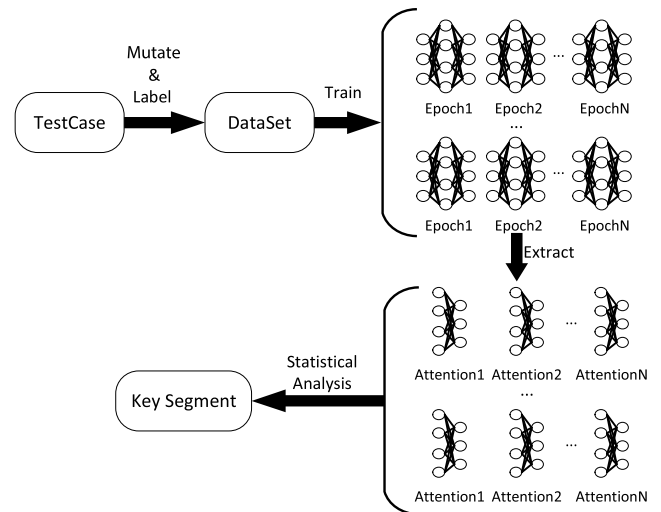 Mutate
&
Label
TestCase
DataSet
Train
...
Epoch1 Epoch2 EpochN
...
...
Epoch1 Epoch2 EpochN
Extract
...
Attention1 Attention2 AttentionN
...
Statistical
Analysis
Key Segment
...
Attention1 Attention2 AttentionN